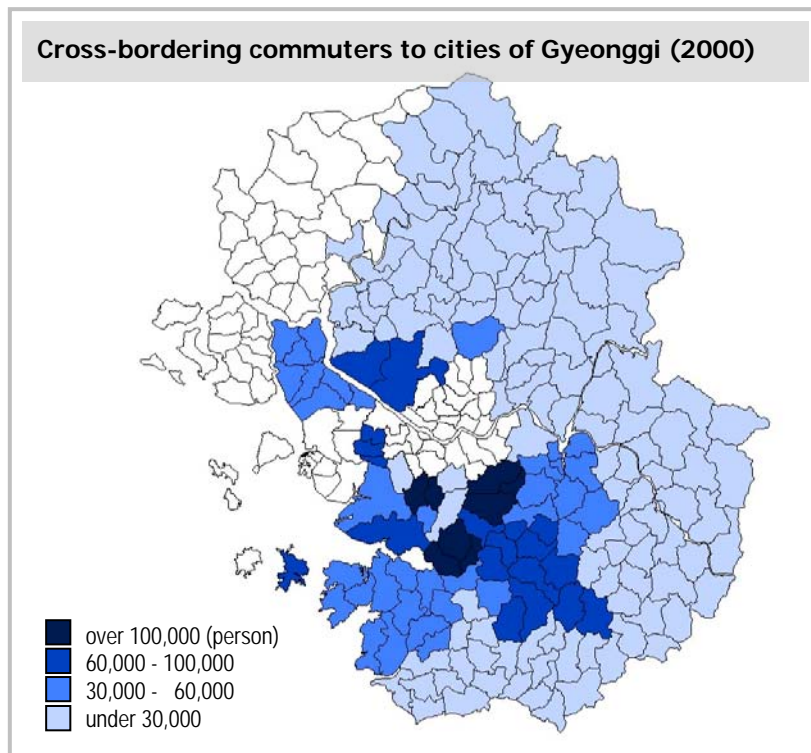 Cross-bordering commuters to cities of Gyeonggi (2000)
over 100,000 (person)
60,000 - 100,000
30,000 - 60,000
under 30,000